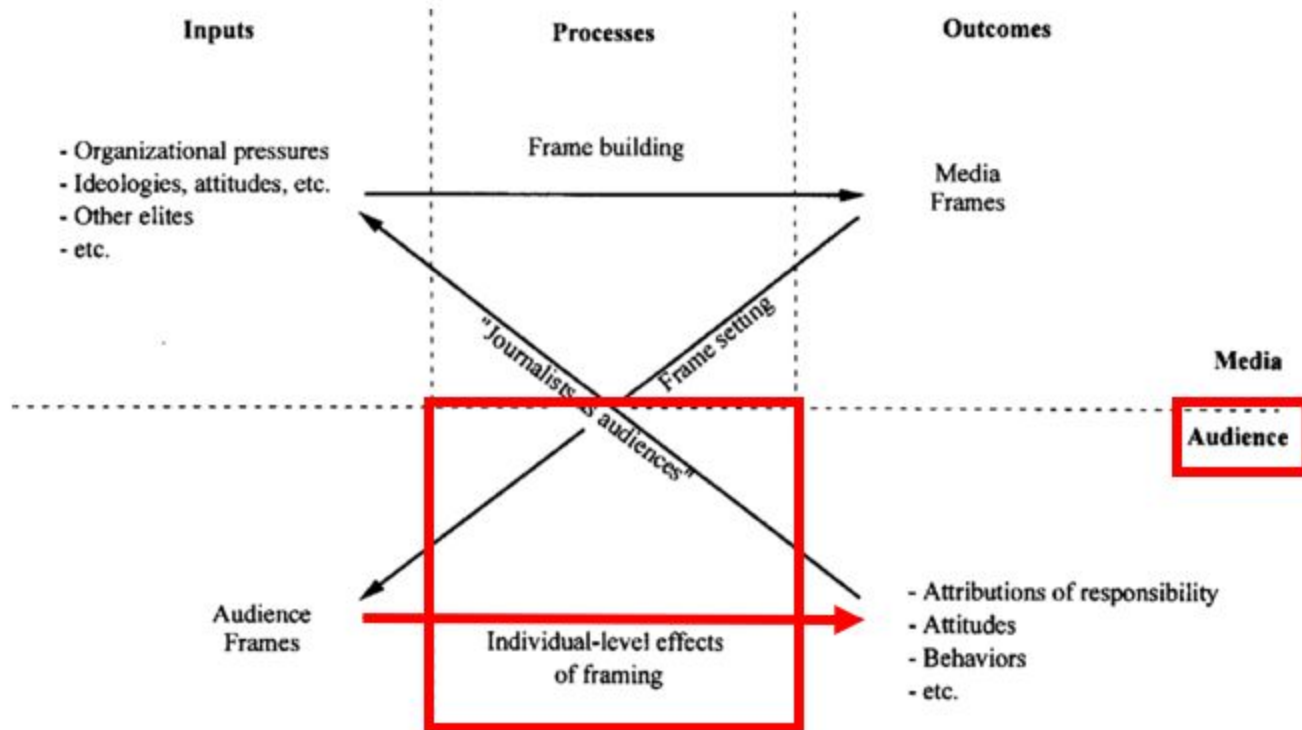 Inputs
Processes
Outcomes
- Organizational pressures
- Ideologies, attitudes, etc.
- Other elites
- etc.
Frame building
Media
Frames
"Journalists as audiences"
Frame setting
Media
Audience
Audience
Frames
Individual-level effects
of framing
- Attributions of responsibility
- Attitudes
- Behaviors
- etc.